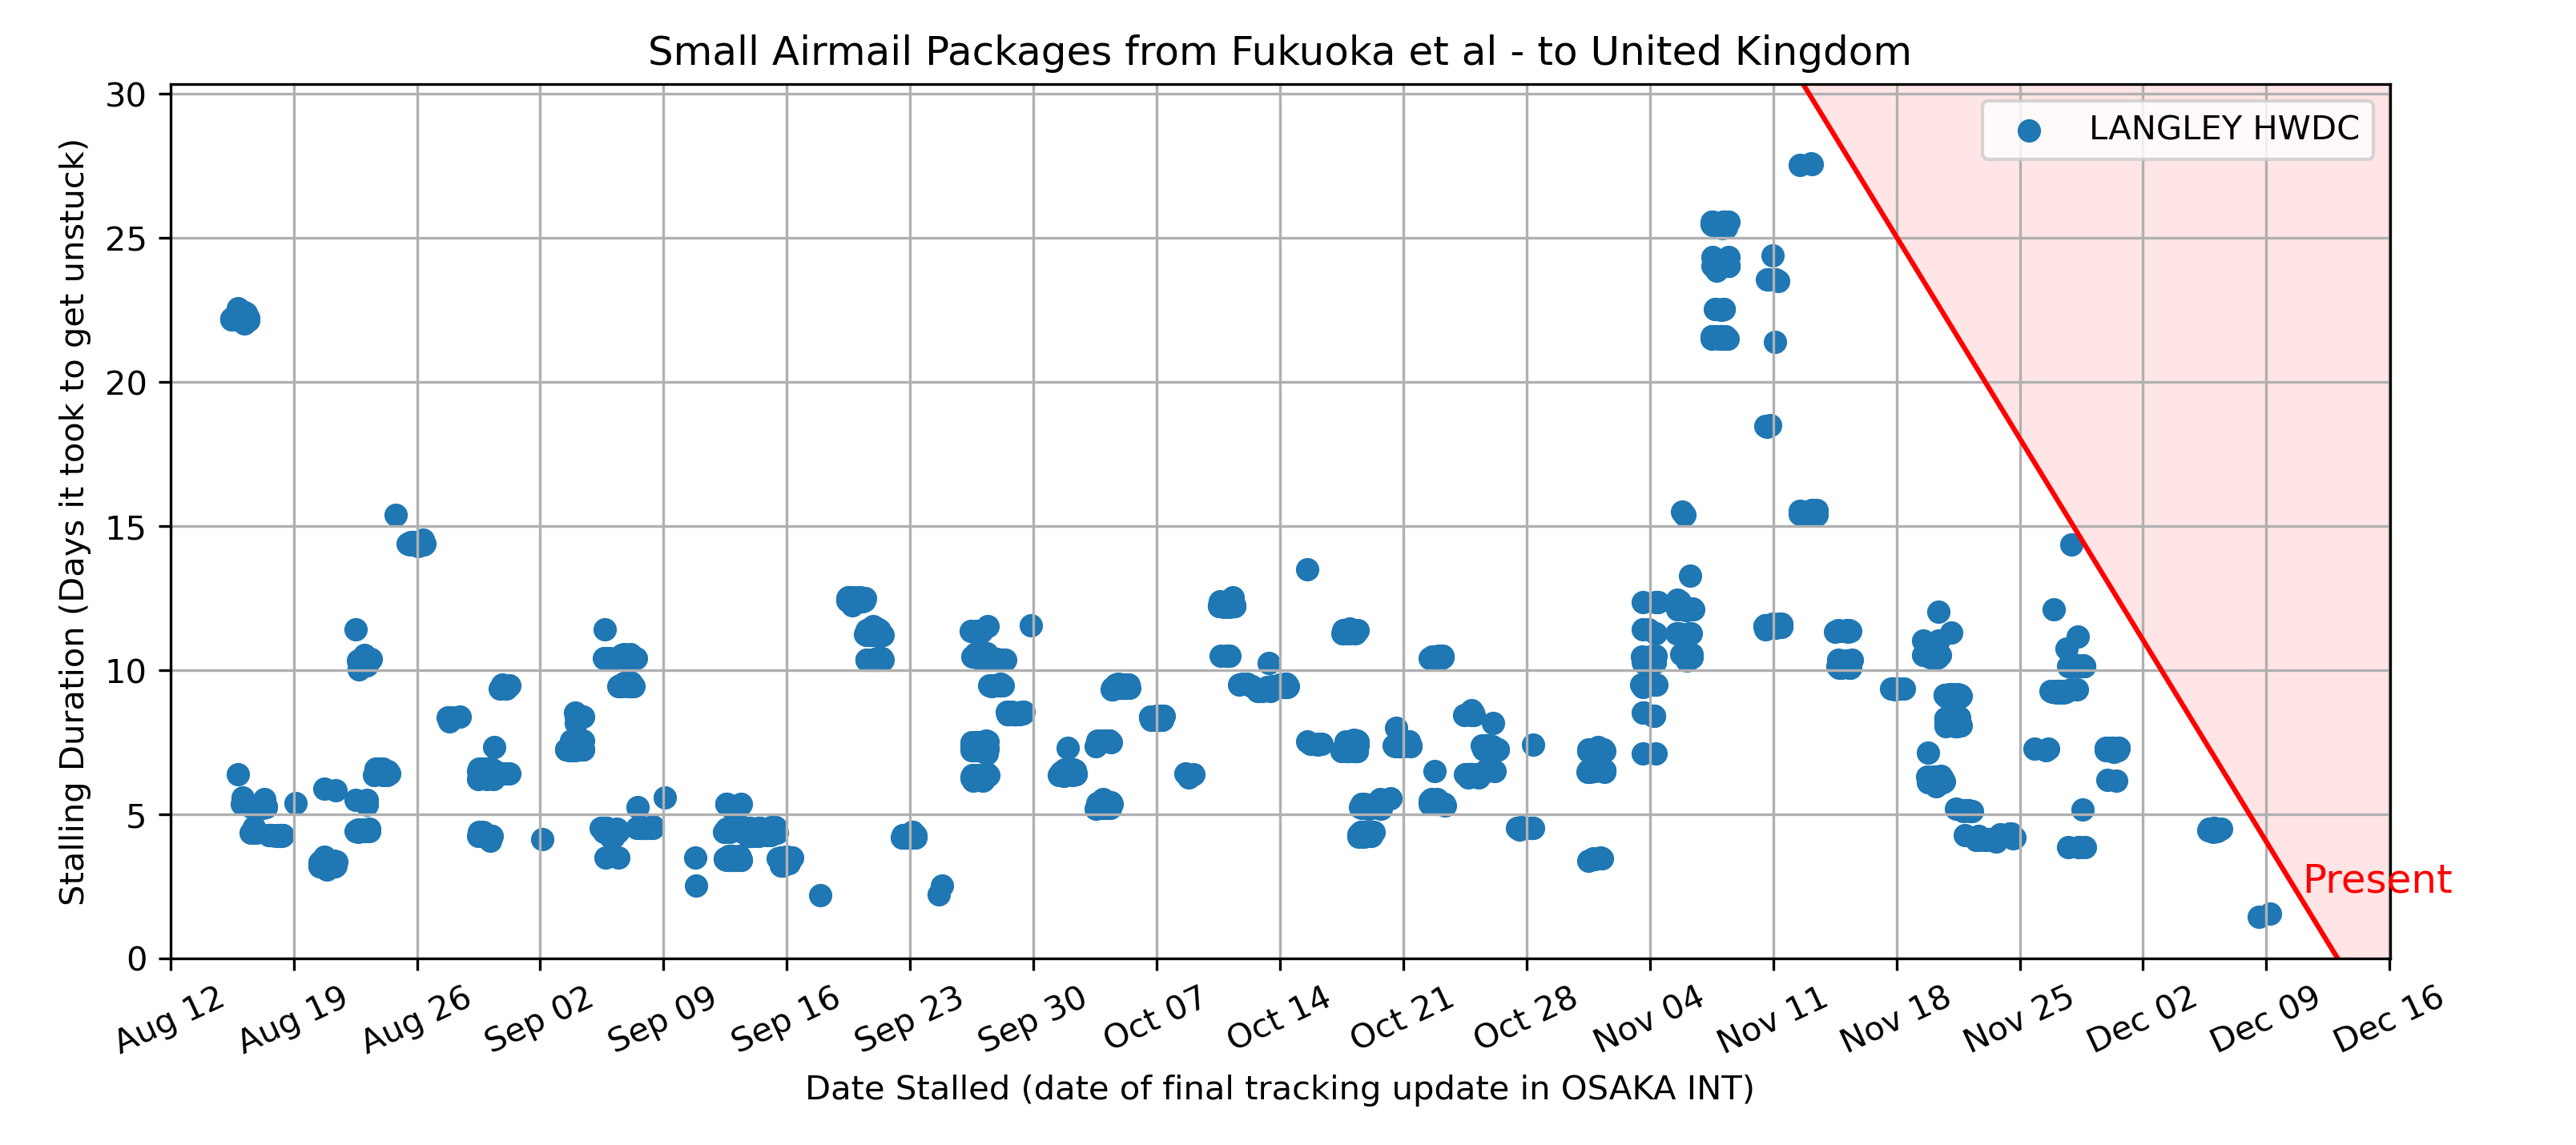 Small Airmail Packages from Fukuoka et al - to United Kingdom
Stalling Duration (Days it took to get unstuck)
30
25
20
15
10
5
0
LANGLEY HWDC
Present
Aug 12
Aug 19
Aug 26
Sep 02
Sep 09
Sep 16
Sep 23
Sep 30
Oct 07
Oct 14
Oct 21
Oct 28
Nov 04
Nov 11
Nov 18
Nov 25
Dec 02
Dec 09
Dec 16
Date Stalled (date of final tracking update in OSAKA INT)